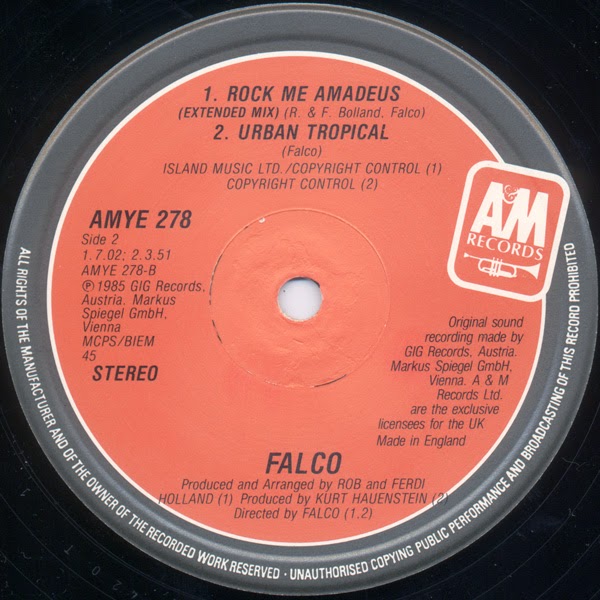 1. ROCK ME AMADEUS
(EXTENDED MIX) (R. & F. Bolland, Falco)
2. URBAN TROPICAL
(Falco)
ISLAND MUSIC LTD./COPYRIGHT CONTROL (1)
COPYRIGHT CONTROL (2)
A&M
RECORDS
AMYE 278
Side 2
1. 7.02; 2. 3.51
AMYE 278-B
Ⓟ 1985 GIG Records,
Austria. Markus
Spiegel GmbH,
Vienna
MCPS/BIEM
45
STEREO
Original sound
recording made by
GIG Records, Austria.
Markus Spiegel GmbH,
Vienna. A & M
Records Ltd.
are the exclusive
licensees for the UK
Made in England
FALCO
Produced and Arranged by ROB and FERDI
HOLLAND (1) Produced by KURT HAUENSTEIN (2)
Directed by FALCO (1.2)
ALL RIGHTS OF THE MANUFACTURER AND OF THE OWNER OF THE RECORDED WORK RESERVED · UNAUTHORISED COPYING PUBLIC PERFORMANCE AND BROADCASTING OF THIS RECORD PROHIBITED